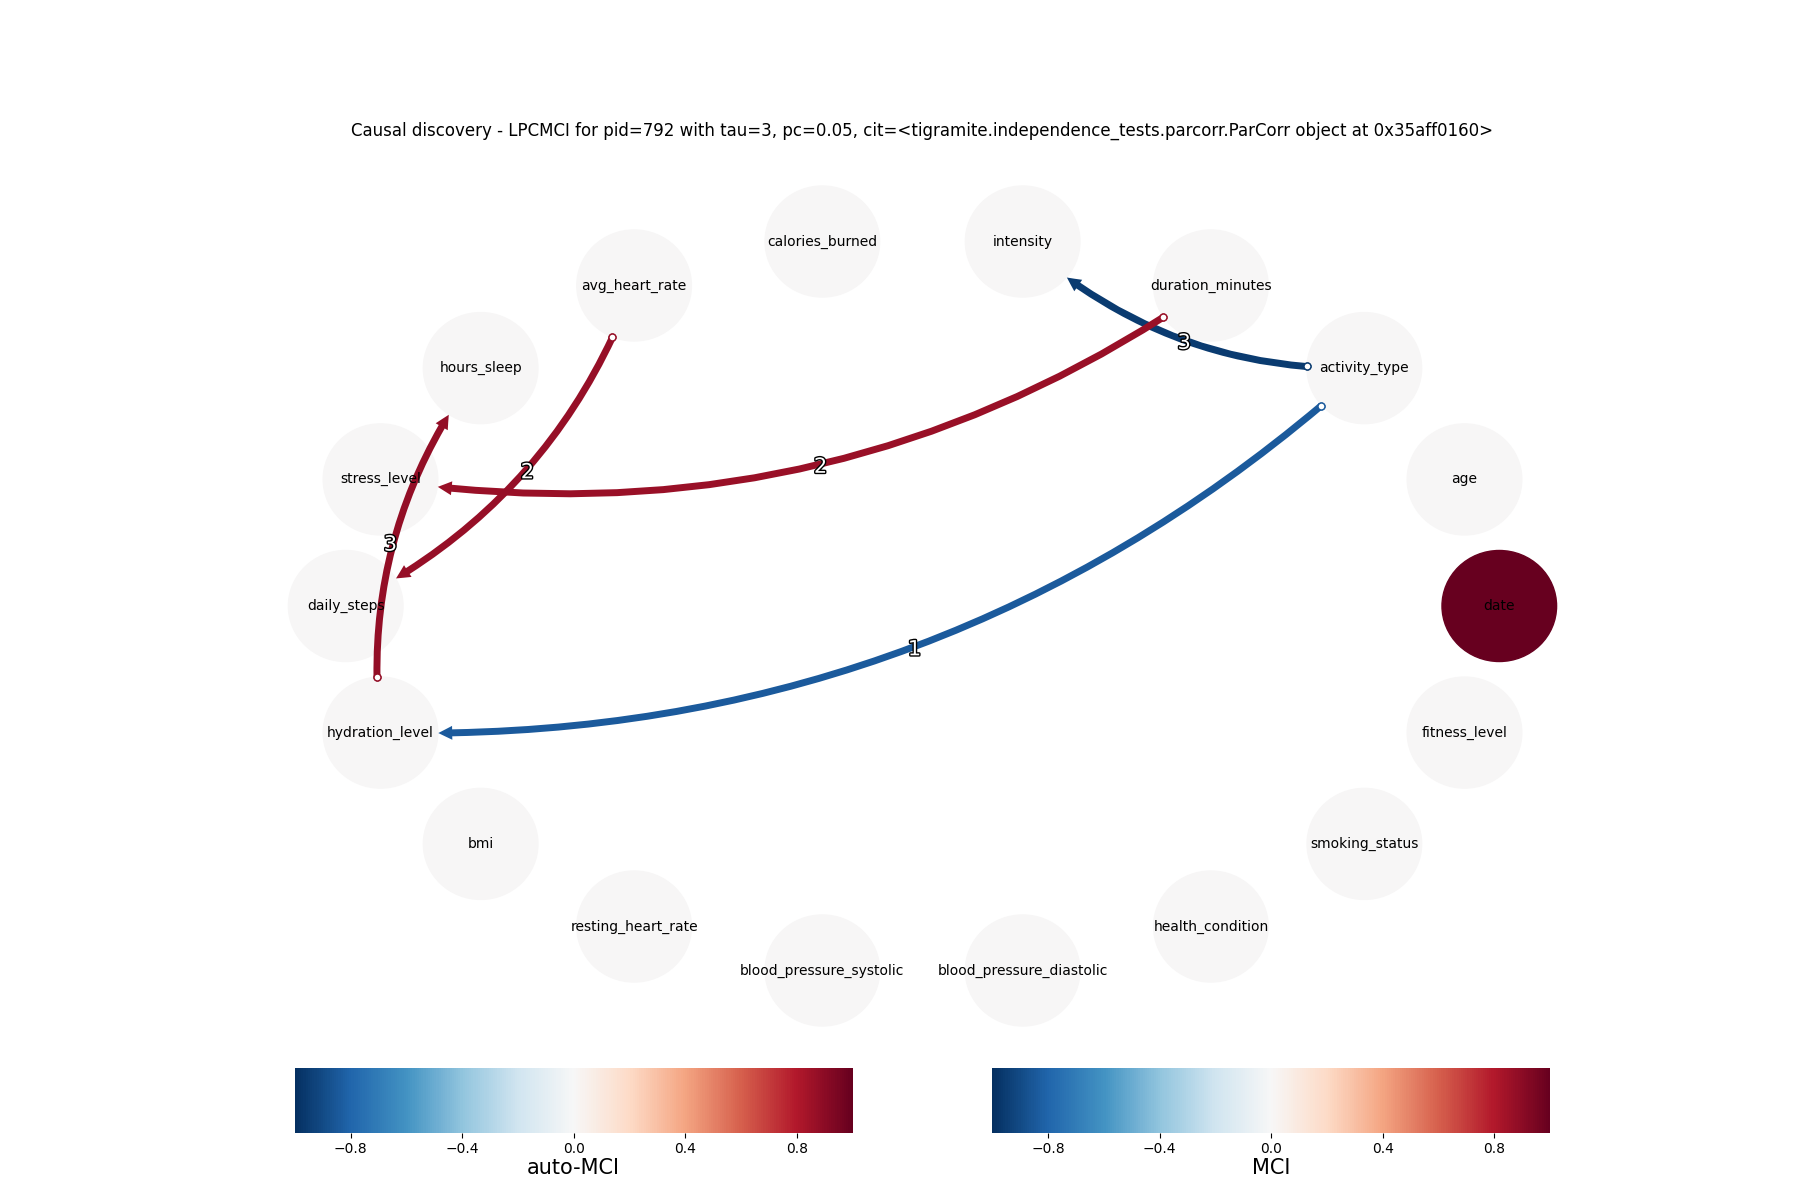 Causal discovery - LPCMCI for pid=792 with tau=3, pc=0.05, cit=<tigramite.independence_tests.parcorr.ParCorr object at 0x35aff0160>
calories_burned
intensity
avg_heart_rate
duration_minutes
3
hours_sleep
activity_type
2
2
stress_level
age
3
daily_steps
date
1
hydration_level
fitness_level
bmi
smoking_status
resting_heart_rate
health_condition
blood_pressure_systolic
blood_pressure_diastolic
−0.8 −0.4 0.0 0.4 0.8
auto-MCI
−0.8 −0.4 0.0 0.4 0.8
MCI